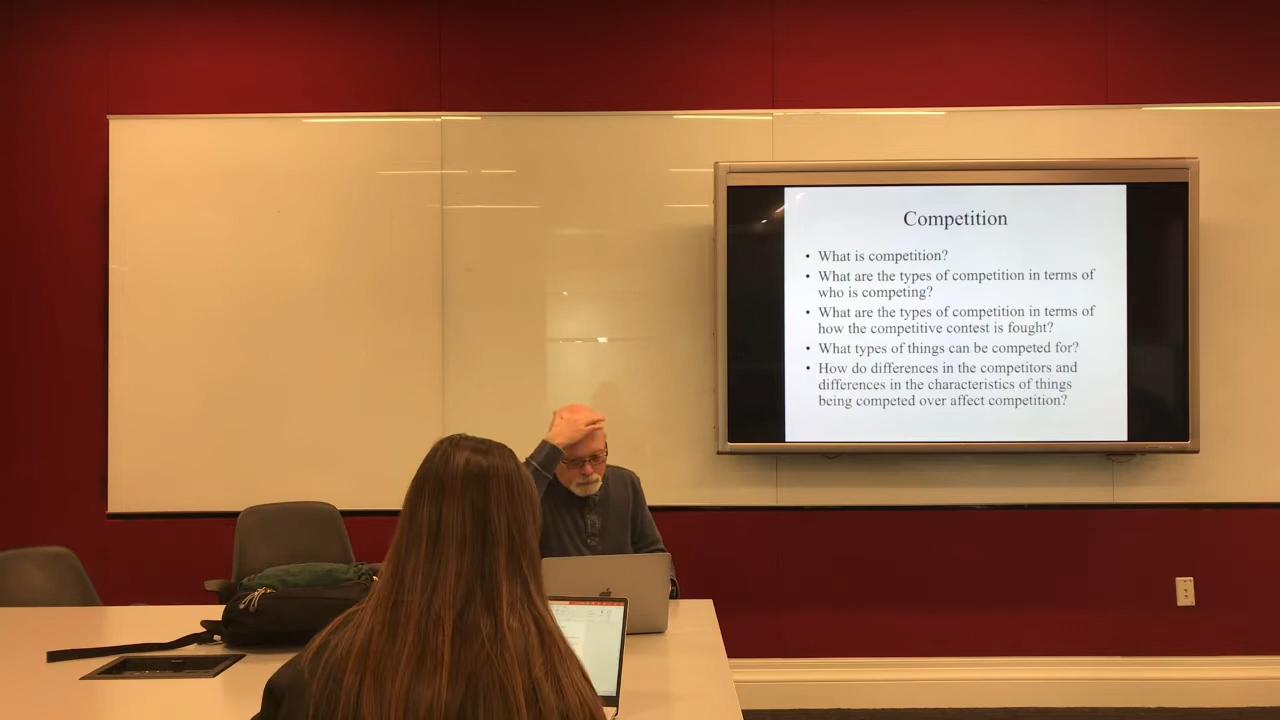 Competition
• What is competition?
• What are the types of competition in terms of
who is competing?
• What are the types of competition in terms of
how the competitive contest is fought?
• What types of things can be competed for?
• How do differences in the competitors and
differences in the characteristics of things
being competed over affect competition?